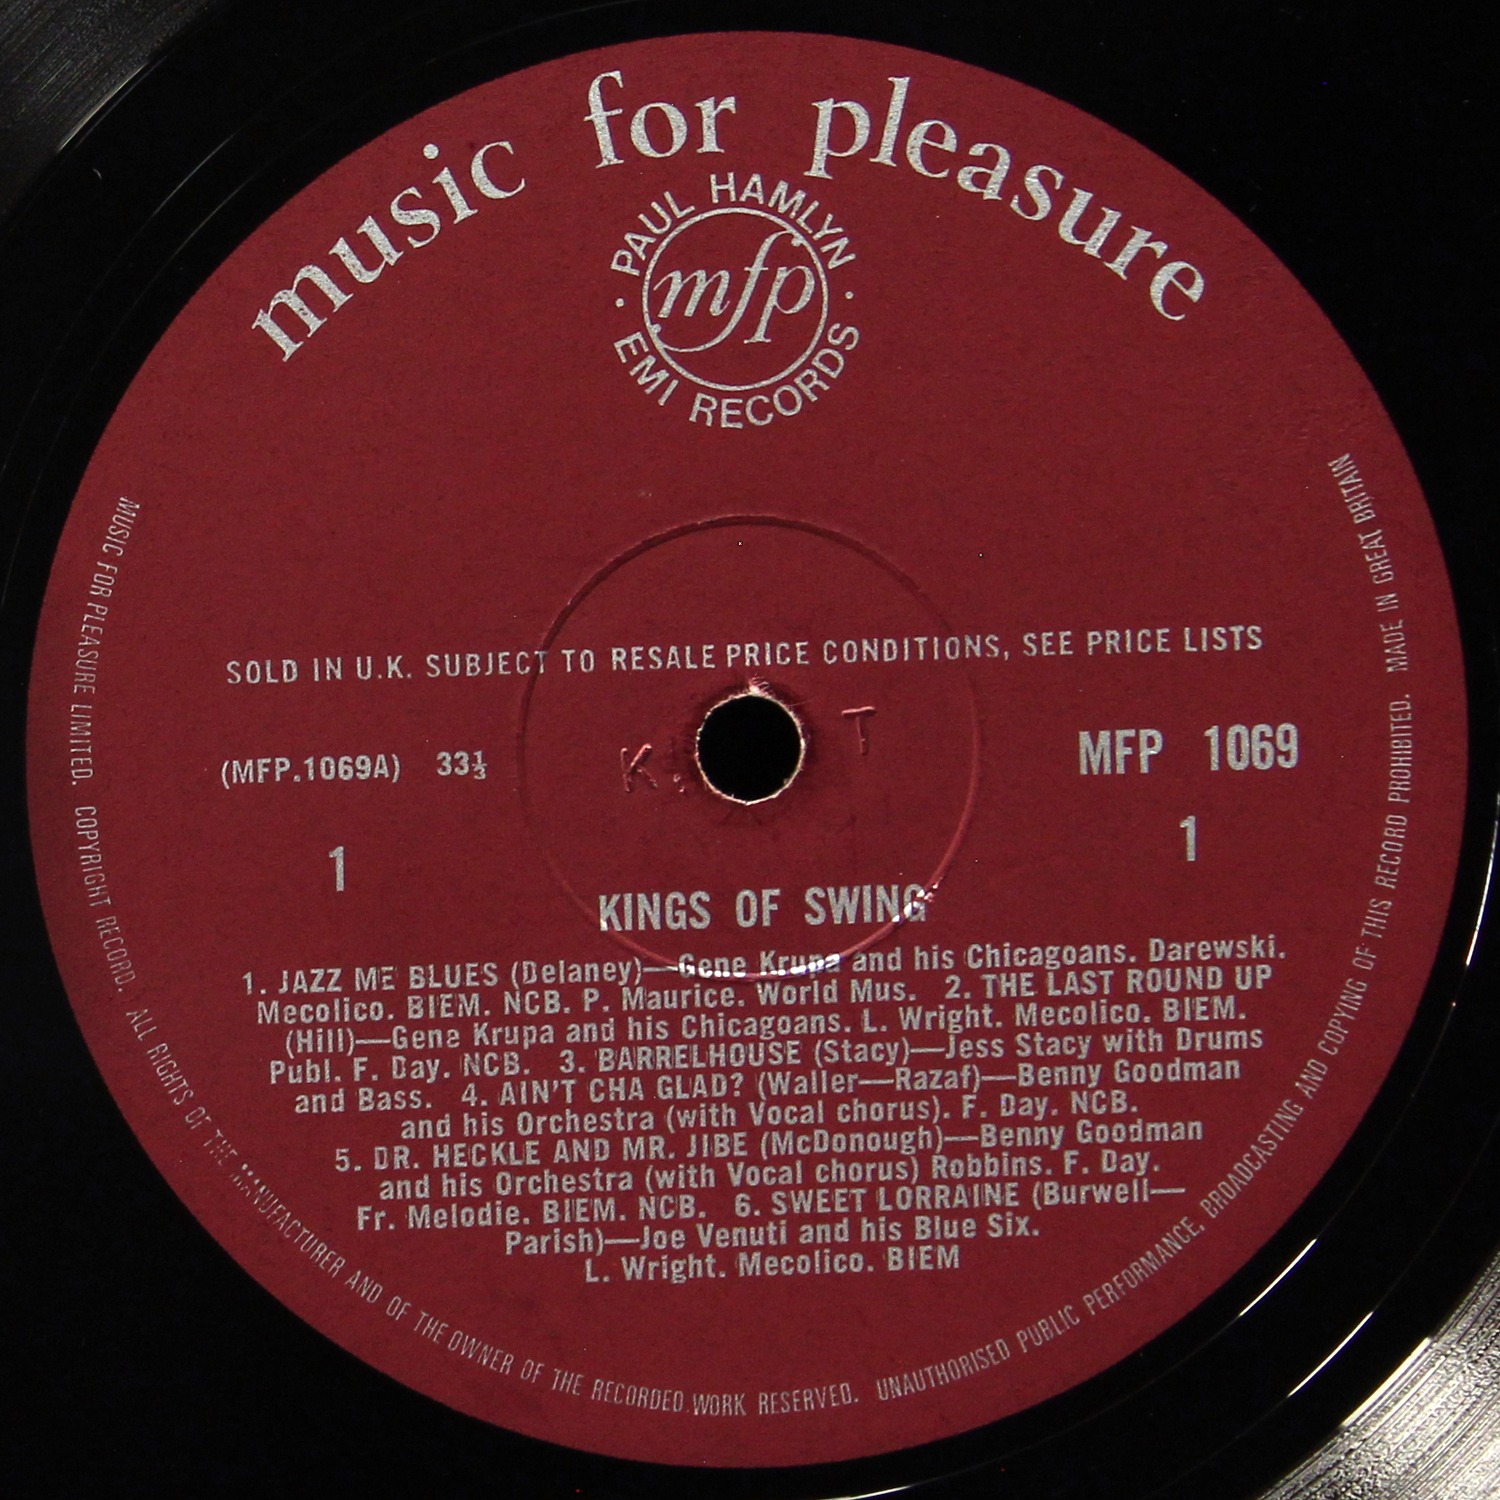 music for pleasure
PAUL HAMLYN
mfp
EMI RECORDS
SOLD IN U.K. SUBJECT TO RESALE PRICE CONDITIONS, SEE PRICE LISTS
K. T
(MFP.1069A) 33⅓
MFP 1069
1
1
KINGS OF SWING
1. JAZZ ME BLUES (Delaney)—Gene Krupa and his Chicagoans. Darewski.
Mecolico. BIEM. NCB. P. Maurice. World Mus. 2. THE LAST ROUND UP
(Hill)—Gene Krupa and his Chicagoans. L. Wright. Mecolico. BIEM.
Publ. F. Day. NCB. 3. BARRELHOUSE (Stacy)—Jess Stacy with Drums
and Bass. 4. AIN'T CHA GLAD? (Waller—Razaf)—Benny Goodman
and his Orchestra (with Vocal chorus). F. Day. NCB.
5. DR. HECKLE AND MR. JIBE (McDonough)—Benny Goodman
and his Orchestra (with Vocal chorus) Robbins. F. Day.
Fr. Melodie. BIEM. NCB. 6. SWEET LORRAINE (Burwell—
Parish)—Joe Venuti and his Blue Six.
L. Wright. Mecolico. BIEM
MUSIC FOR PLEASURE LIMITED. COPYRIGHT RECORD. ALL RIGHTS OF THE MANUFACTURER AND OF THE OWNER OF THE RECORDED WORK RESERVED. UNAUTHORISED PUBLIC PERFORMANCE, BROADCASTING AND COPYING OF THIS RECORD PROHIBITED. MADE IN GREAT BRITAIN